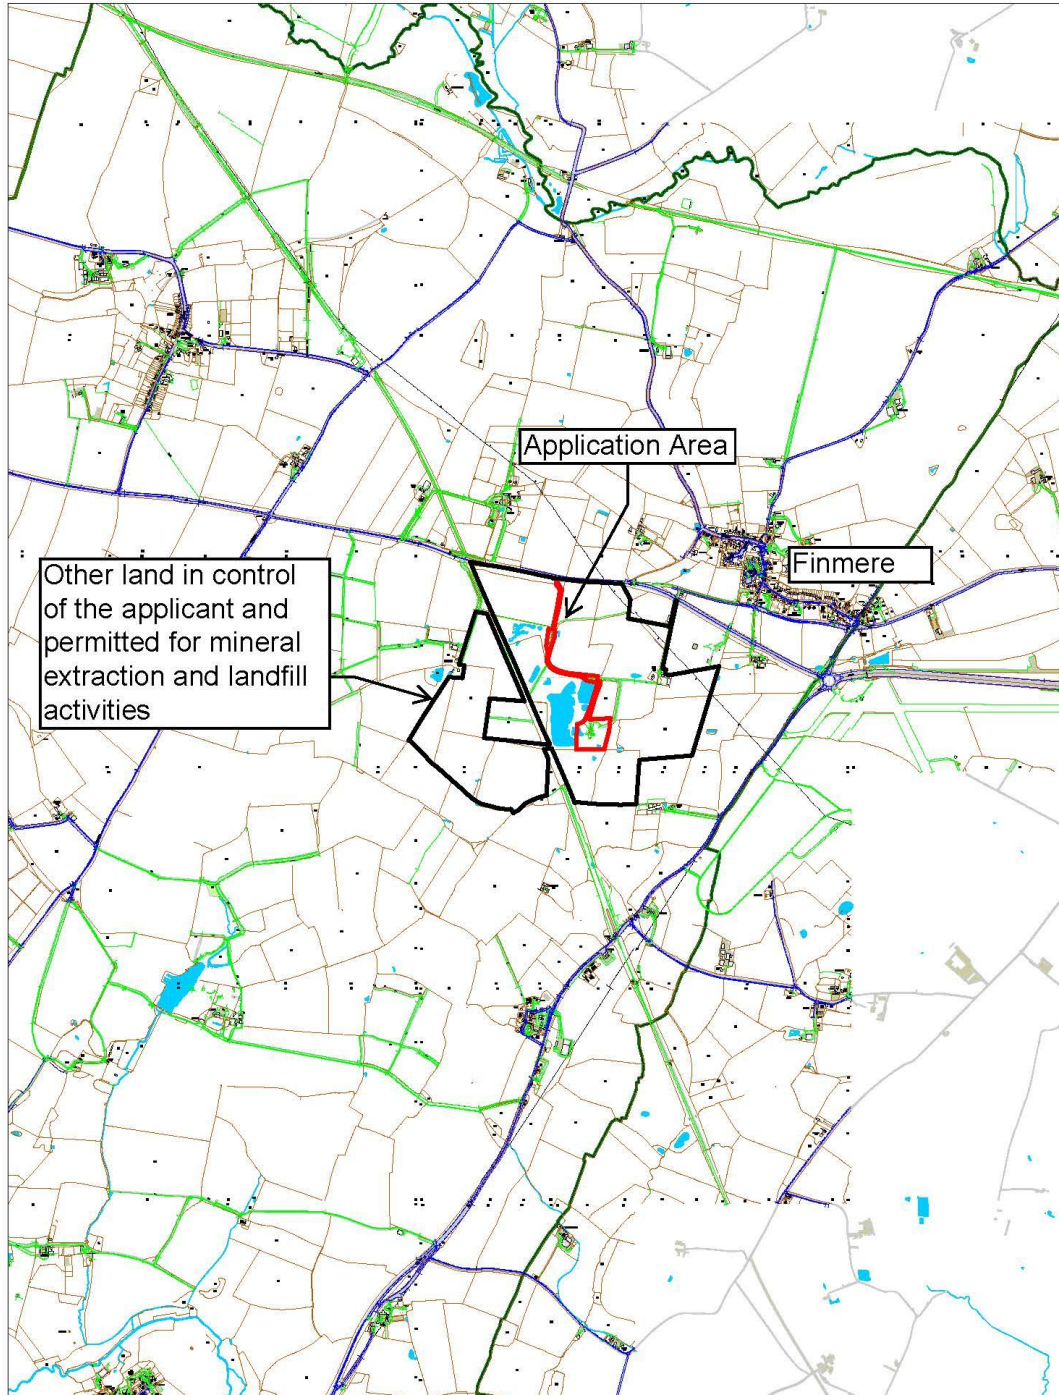 Application Area
Finmere
Other land in control
of the applicant and
permitted for mineral
extraction and landfill
activities